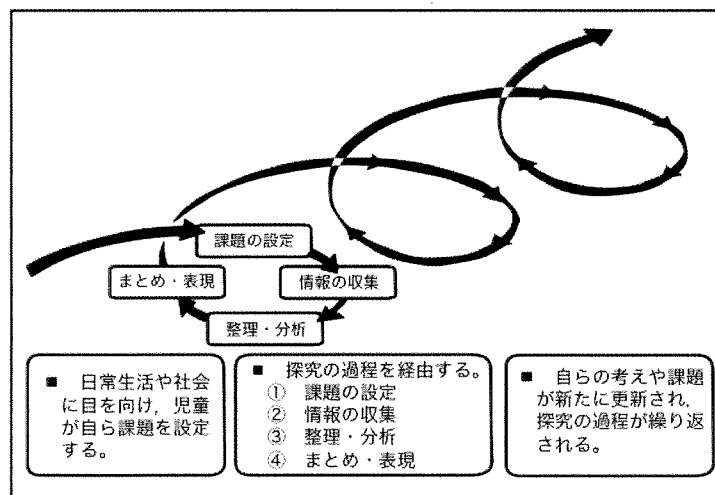 課題の設定
まとめ・表現
情報の収集
整理・分析
■ 日常生活や社会
に目を向け，児童
が自ら課題を設定
する。
■ 探究の過程を経由する。
① 課題の設定
② 情報の収集
③ 整理・分析
④ まとめ・表現
■ 自らの考えや課題
が新たに更新され，
探究の過程が繰り返
される。